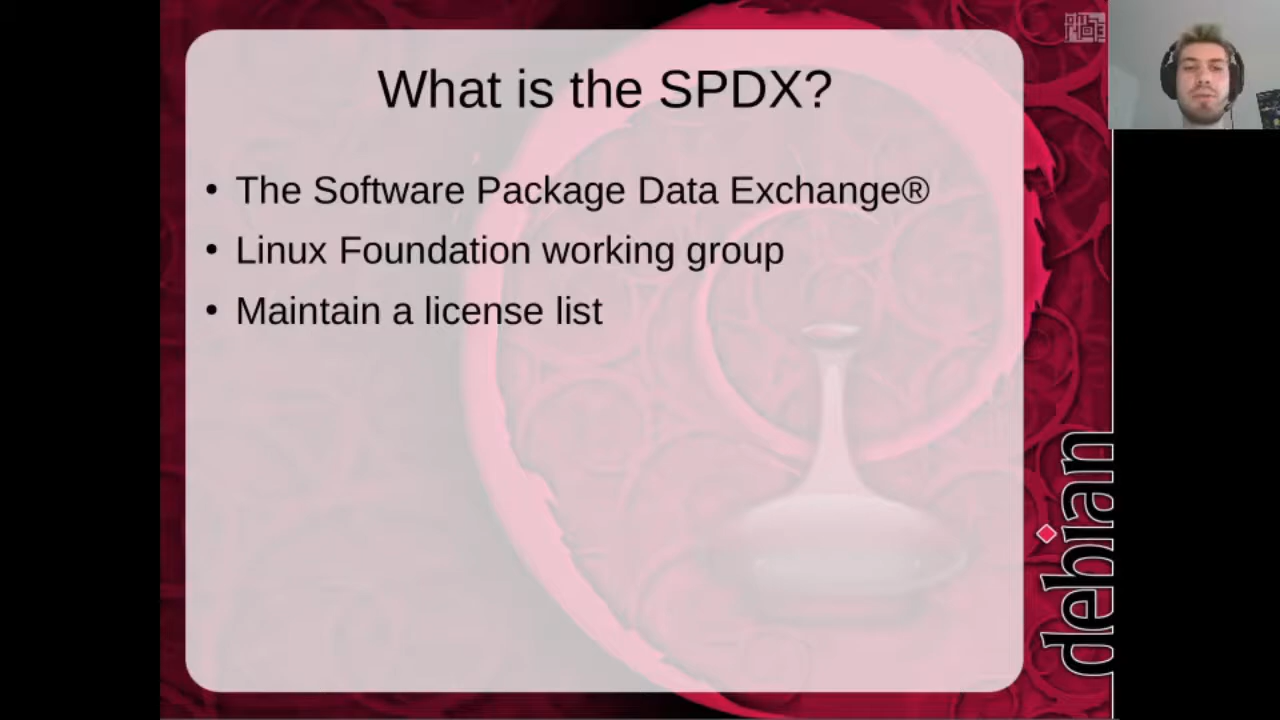 What is the SPDX?
• The Software Package Data Exchange®
• Linux Foundation working group
• Maintain a license list
debian